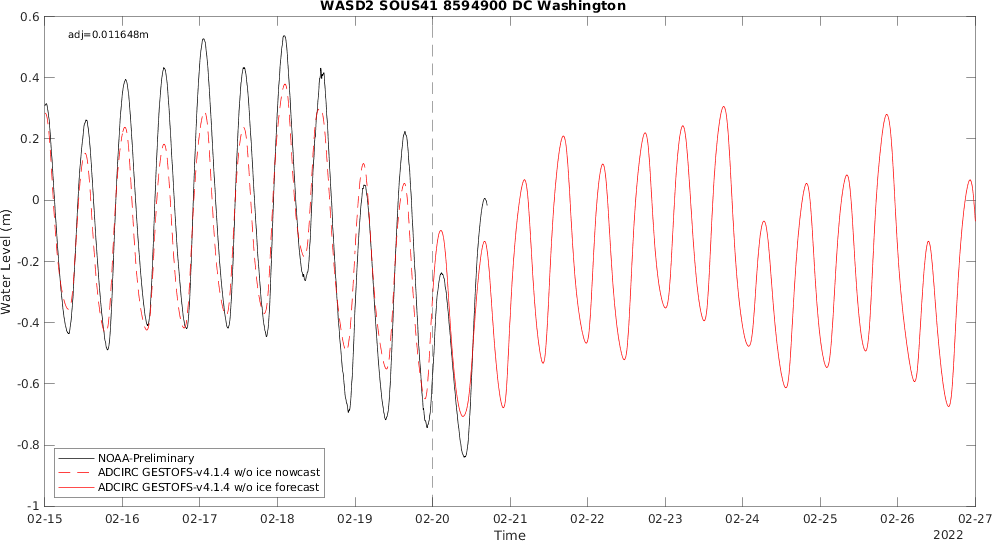 WASD2 SOUS41 8594900 DC Washington
adj=0.011648m
0.6
0.4
0.2
0
-0.2
-0.4
-0.6
-0.8
-1
Water Level (m)
NOAA-Preliminary
ADCIRC GESTOFS-v4.1.4 w/o ice nowcast
ADCIRC GESTOFS-v4.1.4 w/o ice forecast
02-15 02-16 02-17 02-18 02-19 02-20 02-21 02-22 02-23 02-24 02-25 02-26 02-27
Time
2022